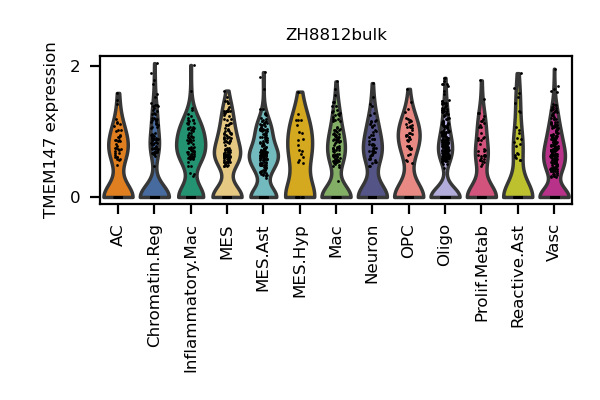 ZH8812bulk
TMEM147 expression
2
0
AC
Chromatin.Reg
Inflammatory.Mac
MES
MES.Ast
MES.Hyp
Mac
Neuron
OPC
Oligo
Prolif.Metab
Reactive.Ast
Vasc